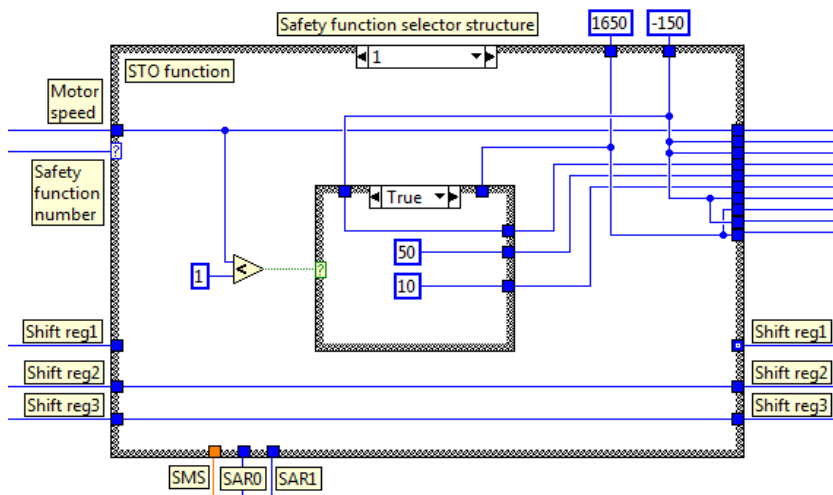 Safety function selector structure
1650
-150
1
STO function
Motor
speed
?
Safety
function
number
True
50
1
<
?
10
Shift reg1
Shift reg1
Shift reg2
Shift reg2
Shift reg3
Shift reg3
SMS
SAR0
SAR1